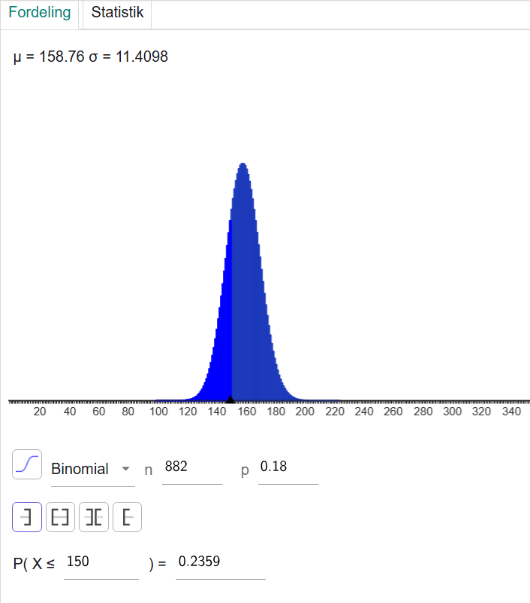 Fordeling Statistik
μ = 158.76 σ = 11.4098
20 40 60 80 100 120 140 160 180 200 220 240 260 280 300 320 340
Binomial n 882 p 0.18
P( X ≤ 150 ) = 0.2359